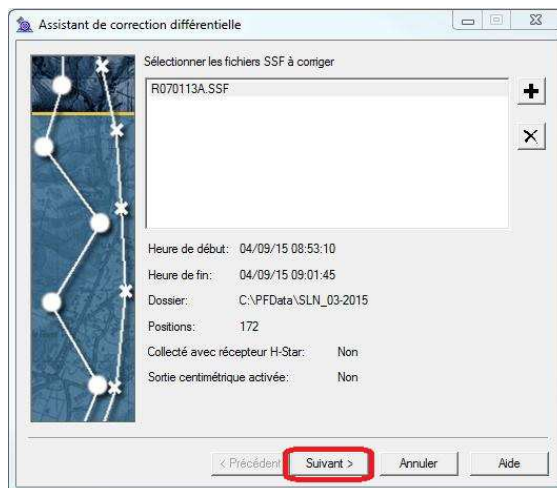 Assistant de correction différentielle
Sélectionner les fichiers SSF à corriger
R070113A.SSF
Heure de début: 04/09/15 08:53:10
Heure de fin: 04/09/15 09:01:45
Dossier: C:\PFData\SLN_03-2015
Positions: 172
Collecté avec récepteur H-Star: Non
Sortie centimétrique activée: Non
< Précédent Suivant > Annuler Aide